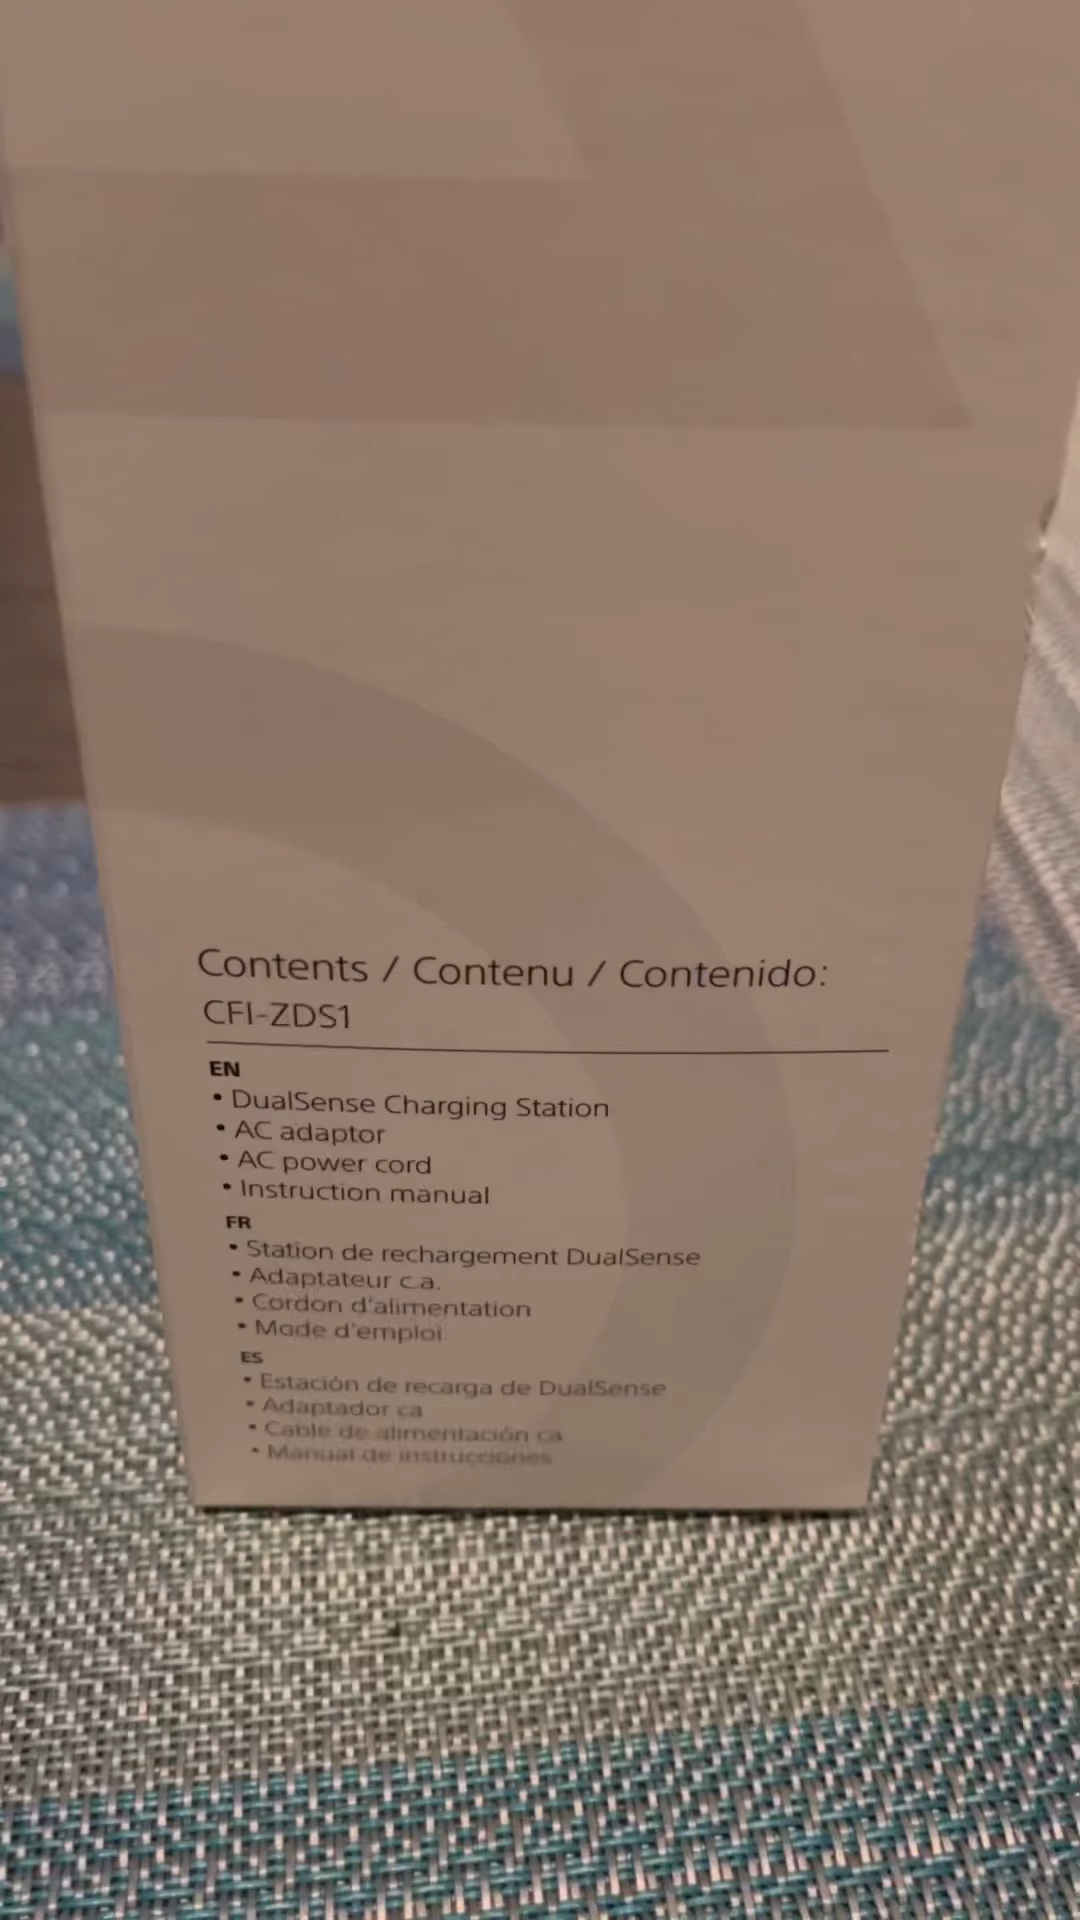 Contents / Contenu / Contenido:
CFI-ZDS1
EN
• DualSense Charging Station
• AC adaptor
• AC power cord
• Instruction manual
FR
• Station de rechargement DualSense
• Adaptateur c.a.
• Cordon d'alimentation
• Mode d'emploi
ES
• Estación de recarga de DualSense
• Adaptador ca
• Cable de alimentación ca
• Manual de instrucciones